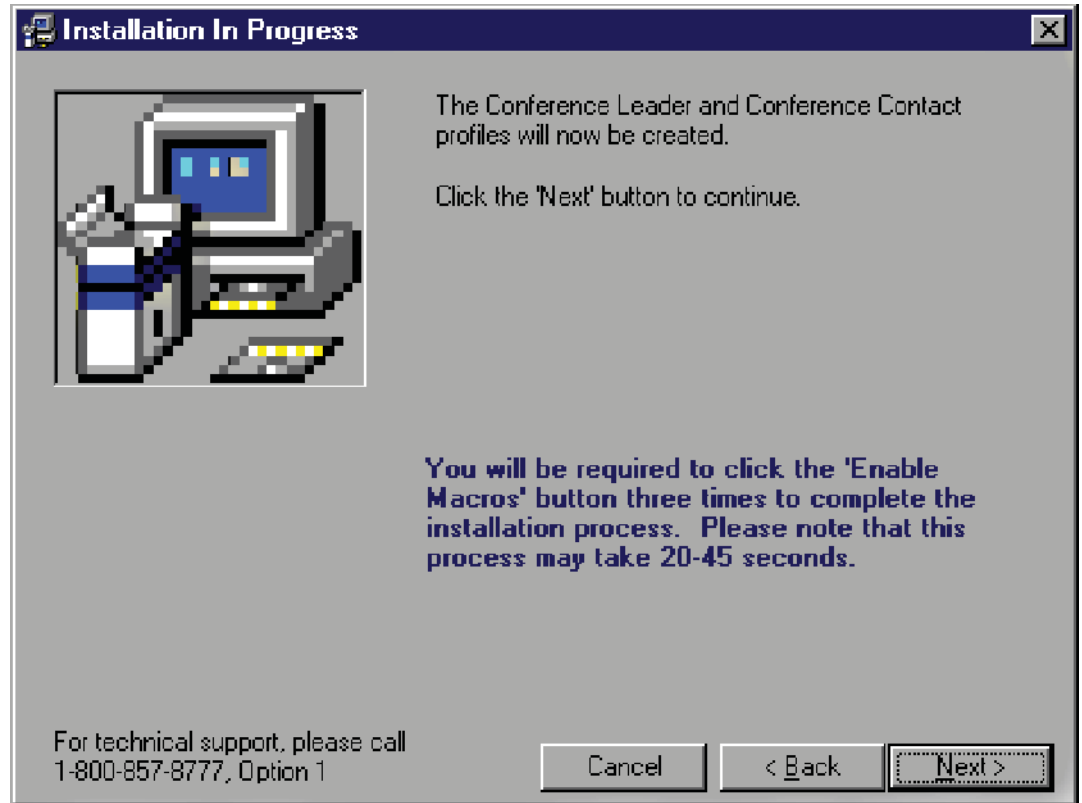 Installation In Progress
The Conference Leader and Conference Contact
profiles will now be created.
Click the 'Next' button to continue.
You will be required to click the 'Enable
Macros' button three times to complete the
installation process.  Please note that this
process may take 20-45 seconds.
For technical support, please call
1-800-857-8777, Option 1
Cancel
< Back
Next >